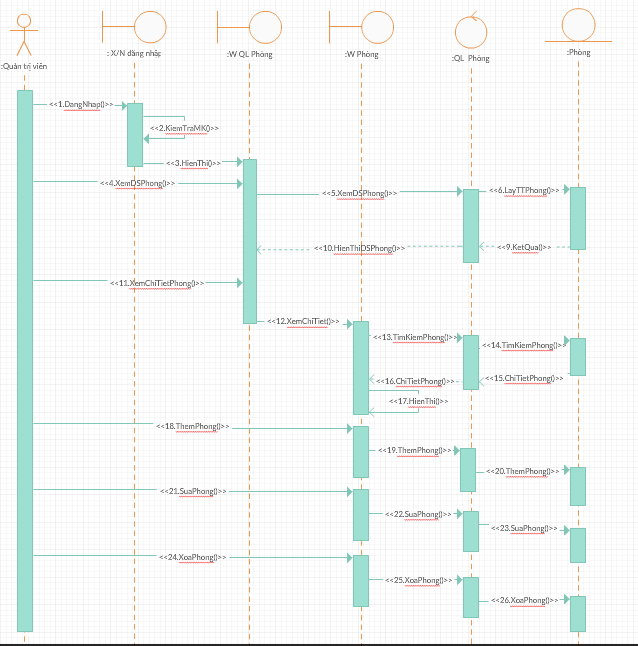 :Quản trị viên
: X/N đăng nhập
:W QL Phòng
:W Phòng
:QL Phòng
:Phòng
<<1.DangNhap()>>
<<2.KiemTraMK()>>
<<3.HienThi()>>
<<4.XemDSPhong()>>
<<5.XemDSPhong()>>
<<6.LayTTPhong()>>
<<9.KetQua()>>
<<10.HienThiDSPhong()>>
<<11.XemChiTietPhong()>>
<<12.XemChiTiet()>>
<<13.TimKiemPhong()>>
<<14.TimKiemPhong()>>
<<15.ChiTietPhong()>>
<<16.ChiTietPhong()>>
<<17.HienThi()>>
<<18.ThemPhong()>>
<<19.ThemPhong()>>
<<20.ThemPhong()>>
<<21.SuaPhong()>>
<<22.SuaPhong()>>
<<23.SuaPhong()>>
<<24.XoaPhong()>>
<<25.XoaPhong()>>
<<26.XoaPhong()>>